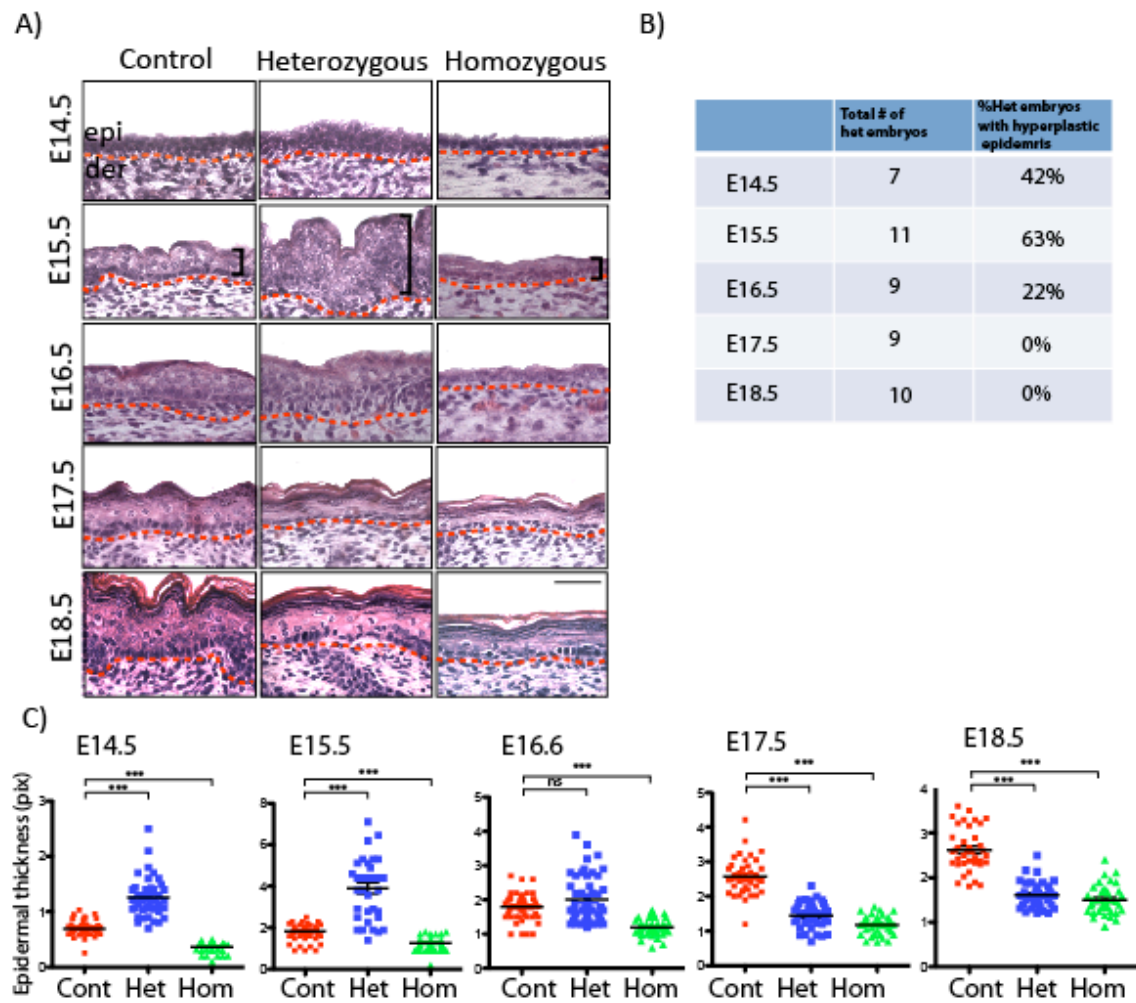 A)
Control Heterozygous Homozygous
E14.5
epi
der
E15.5
E16.5
E17.5
E18.5
B)
Total # of het embryos %Het embryos with hyperplastic epidemris
E14.5 7 42%
E15.5 11 63%
E16.5 9 22%
E17.5 9 0%
E18.5 10 0%
C)
E14.5 E15.5 E16.6 E17.5 E18.5
*** *** *** *** ***
*** *** ns *** ***
Epidermal thickness (pix)
3 2 1 0
8 6 4 2 0
5 4 3 2 1 0
5 4 3 2 1 0
4 3 2 1 0
Cont Het Hom Cont Het Hom Cont Het Hom Cont Het Hom Cont Het Hom